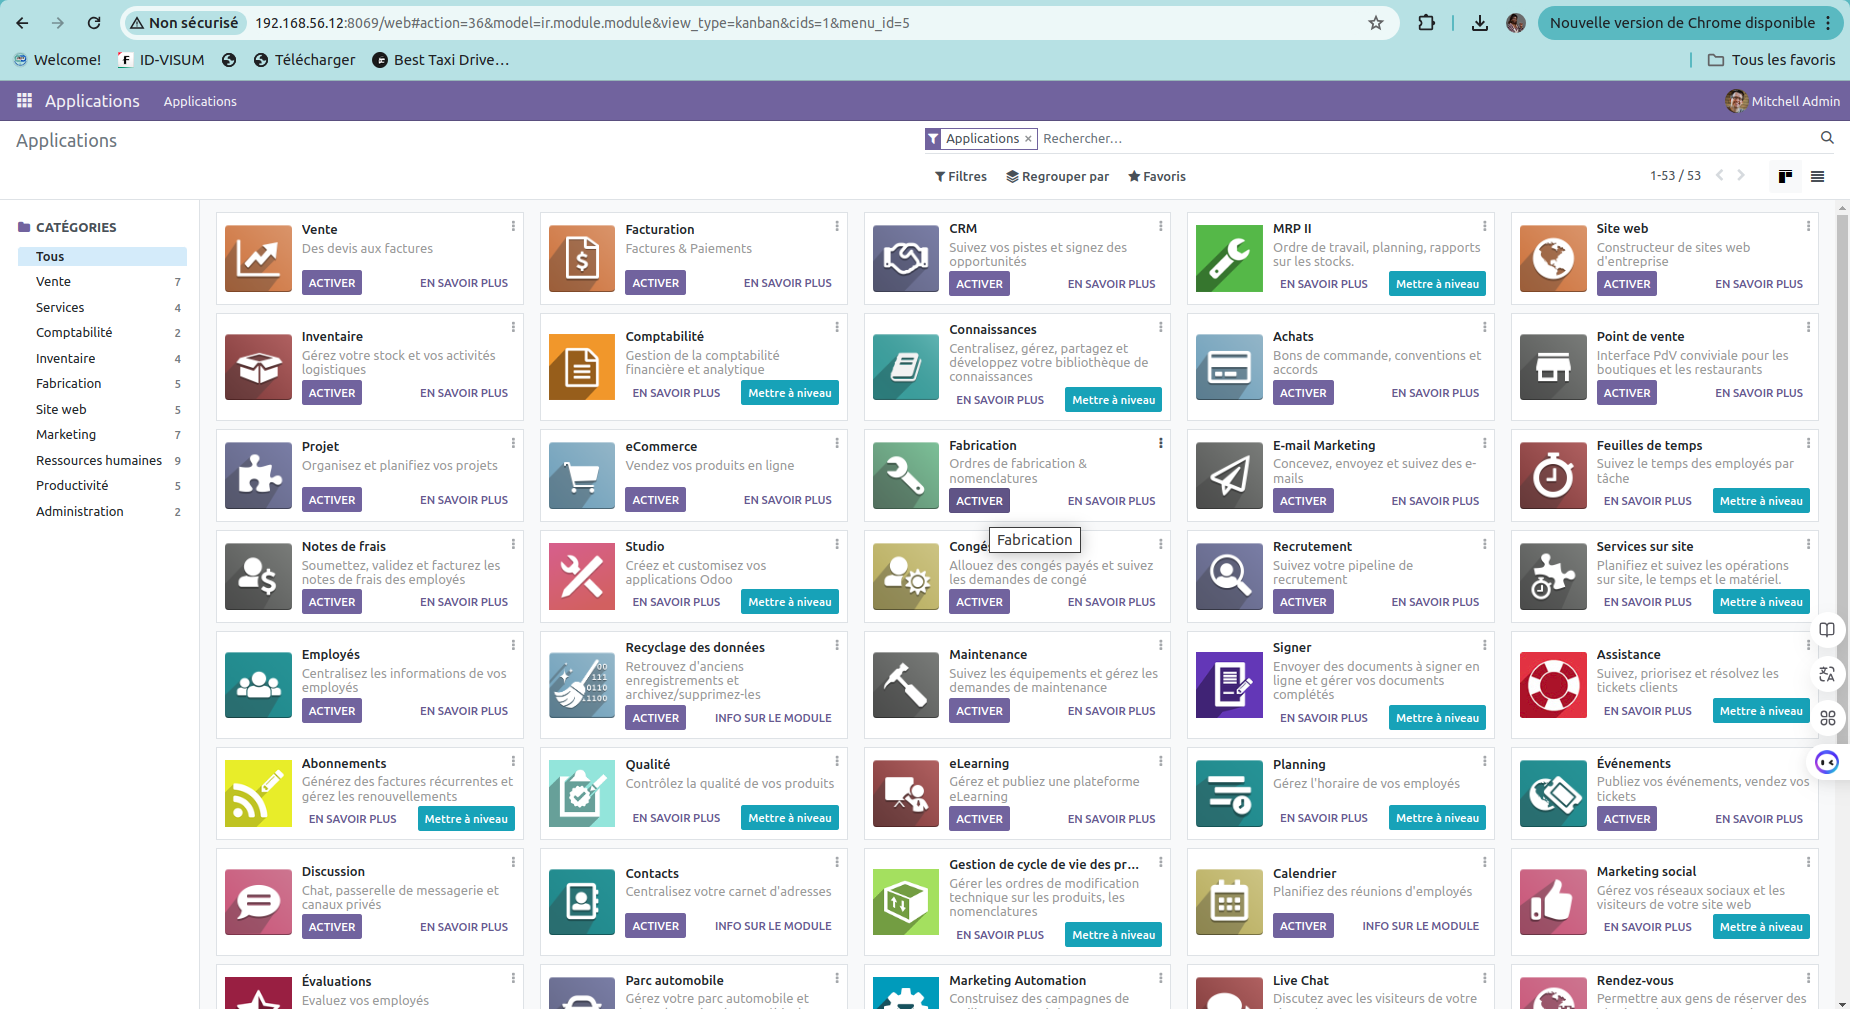 Non sécurisé 192.168.56.12:8069/web#action=36&model=ir.module.module&view_type=kanban&cids=1&menu_id=5 Nouvelle version de Chrome disponible
Welcome! ID-VISUM Télécharger Best Taxi Drive… Tous les favoris
Applications Applications Mitchell Admin
Applications
Applications × Rechercher...
Filtres Regrouper par Favoris 1-53 / 53
CATÉGORIES
Tous
Vente 7
Services 4
Comptabilité 2
Inventaire 4
Fabrication 5
Site web 5
Marketing 7
Ressources humaines 9
Productivité 5
Administration 2
Vente
Des devis aux factures
ACTIVER EN SAVOIR PLUS
Facturation
Factures & Paiements
ACTIVER EN SAVOIR PLUS
CRM
Suivez vos pistes et signez des
opportunités
ACTIVER EN SAVOIR PLUS
MRP II
Ordre de travail, planning, rapports
sur les stocks.
EN SAVOIR PLUS Mettre à niveau
Site web
Constructeur de sites web
d'entreprise
ACTIVER EN SAVOIR PLUS
Inventaire
Gérez votre stock et vos activités
logistiques
ACTIVER EN SAVOIR PLUS
Comptabilité
Gestion de la comptabilité
financière et analytique
EN SAVOIR PLUS Mettre à niveau
Connaissances
Centralisez, gérez, partagez et
développez votre bibliothèque de
connaissances
EN SAVOIR PLUS Mettre à niveau
Achats
Bons de commande, conventions et
accords
ACTIVER EN SAVOIR PLUS
Point de vente
Interface PdV conviviale pour les
boutiques et les restaurants
ACTIVER EN SAVOIR PLUS
Projet
Organisez et planifiez vos projets
ACTIVER EN SAVOIR PLUS
eCommerce
Vendez vos produits en ligne
ACTIVER EN SAVOIR PLUS
Fabrication
Ordres de fabrication &
nomenclatures
ACTIVER EN SAVOIR PLUS
Fabrication
E-mail Marketing
Concevez, envoyez et suivez des e-
mails
ACTIVER EN SAVOIR PLUS
Feuilles de temps
Suivez le temps des employés par
tâche
EN SAVOIR PLUS Mettre à niveau
Notes de frais
Soumettez, validez et facturez les
notes de frais des employés
ACTIVER EN SAVOIR PLUS
Studio
Créez et customisez vos
applications Odoo
EN SAVOIR PLUS Mettre à niveau
Congé
Allouez des congés payés et suivez
les demandes de congé
ACTIVER EN SAVOIR PLUS
Recrutement
Suivez votre pipeline de
recrutement
ACTIVER EN SAVOIR PLUS
Services sur site
Planifiez et suivez les opérations
sur site, le temps et le matériel.
EN SAVOIR PLUS Mettre à niveau
Employés
Centralisez les informations de vos
employés
ACTIVER EN SAVOIR PLUS
Recyclage des données
Retrouvez d'anciens
enregistrements et
archivez/supprimez-les
ACTIVER INFO SUR LE MODULE
Maintenance
Suivez les équipements et gérez les
demandes de maintenance
ACTIVER EN SAVOIR PLUS
Signer
Envoyer des documents à signer en
ligne et gérer vos documents
complétés
EN SAVOIR PLUS Mettre à niveau
Assistance
Suivez, priorisez et résolvez les
tickets clients
EN SAVOIR PLUS Mettre à niveau
Abonnements
Générez des factures récurrentes et
gérez les renouvellements
EN SAVOIR PLUS Mettre à niveau
Qualité
Contrôlez la qualité de vos produits
EN SAVOIR PLUS Mettre à niveau
eLearning
Gérez et publiez une plateforme
eLearning
ACTIVER EN SAVOIR PLUS
Planning
Gérez l'horaire de vos employés
EN SAVOIR PLUS Mettre à niveau
Événements
Publiez vos événements, vendez vos
tickets
ACTIVER EN SAVOIR PLUS
Discussion
Chat, passerelle de messagerie et
canaux privés
ACTIVER EN SAVOIR PLUS
Contacts
Centralisez votre carnet d'adresses
ACTIVER INFO SUR LE MODULE
Gestion de cycle de vie des pr...
Gérer les ordres de modification
technique sur les produits, les
nomenclatures
EN SAVOIR PLUS Mettre à niveau
Calendrier
Planifiez des réunions d'employés
ACTIVER INFO SUR LE MODULE
Marketing social
Gérez vos réseaux sociaux et les
visiteurs de votre site web
EN SAVOIR PLUS Mettre à niveau
Évaluations
Evaluez vos employés
Parc automobile
Gérez votre parc automobile et
Marketing Automation
Construisez des campagnes de
Live Chat
Discutez avec les visiteurs de votre
Rendez-vous
Permettre aux gens de réserver des